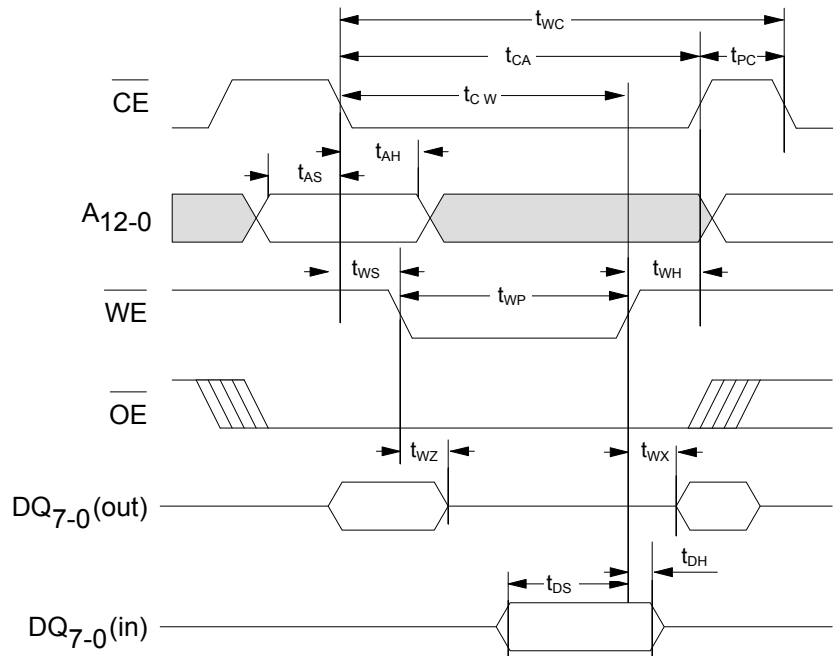 tWC
tCA
tPC
CE
tC W
tAH
tAS
A12-0
tWS
tWH
tWP
WE
OE
tWZ
tWX
DQ7-0(out)
tDH
tDS
DQ7-0(in)